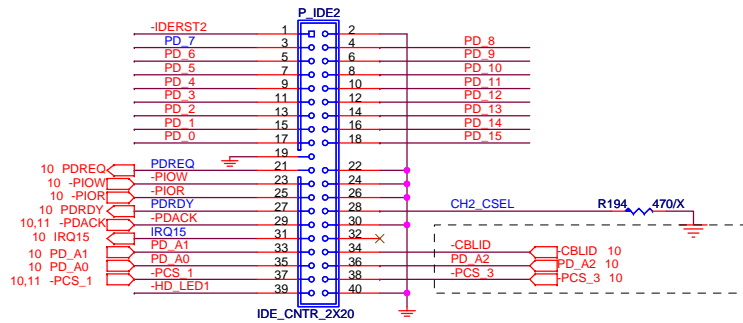 P_IDE2
-IDERST2 1 2
PD_7 3 4 PD_8
PD_6 5 6 PD_9
PD_5 7 8 PD_10
PD_4 9 10 PD_11
PD_3 11 12 PD_12
PD_2 13 14 PD_13
PD_1 15 16 PD_14
PD_0 17 18 PD_15
19
10 PDREQ PDREQ 21 22
10 -PIOW -PIOW 23 24
10 -PIOR -PIOR 25 26
10 PDRDY PDRDY 27 28 CH2_CSEL R194 470/X
10,11 -PDACK -PDACK 29 30
10 IRQ15 IRQ15 31 32
10 PD_A1 PD_A1 33 34 -CBLID -CBLID 10
10 PD_A0 PD_A0 35 36 PD_A2 PD_A2 10
10,11 -PCS_1 -PCS_1 37 38 -PCS_3 -PCS_3 10
-HD_LED1 39 40
IDE_CNTR_2X20